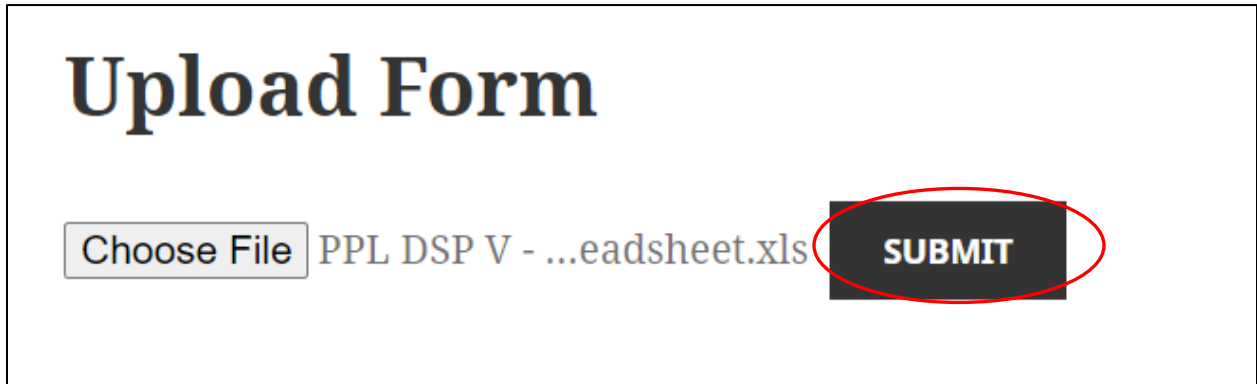 Upload Form
Choose File PPL DSP V - ...eadsheet.xls SUBMIT